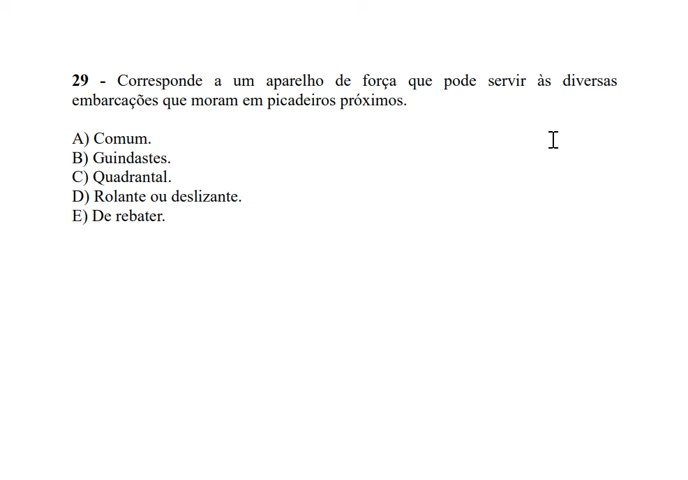 29 - Corresponde a um aparelho de força que pode servir às diversas
embarcações que moram em picadeiros próximos.
A) Comum.
B) Guindastes.
C) Quadrantal.
D) Rolante ou deslizante.
E) De rebater.